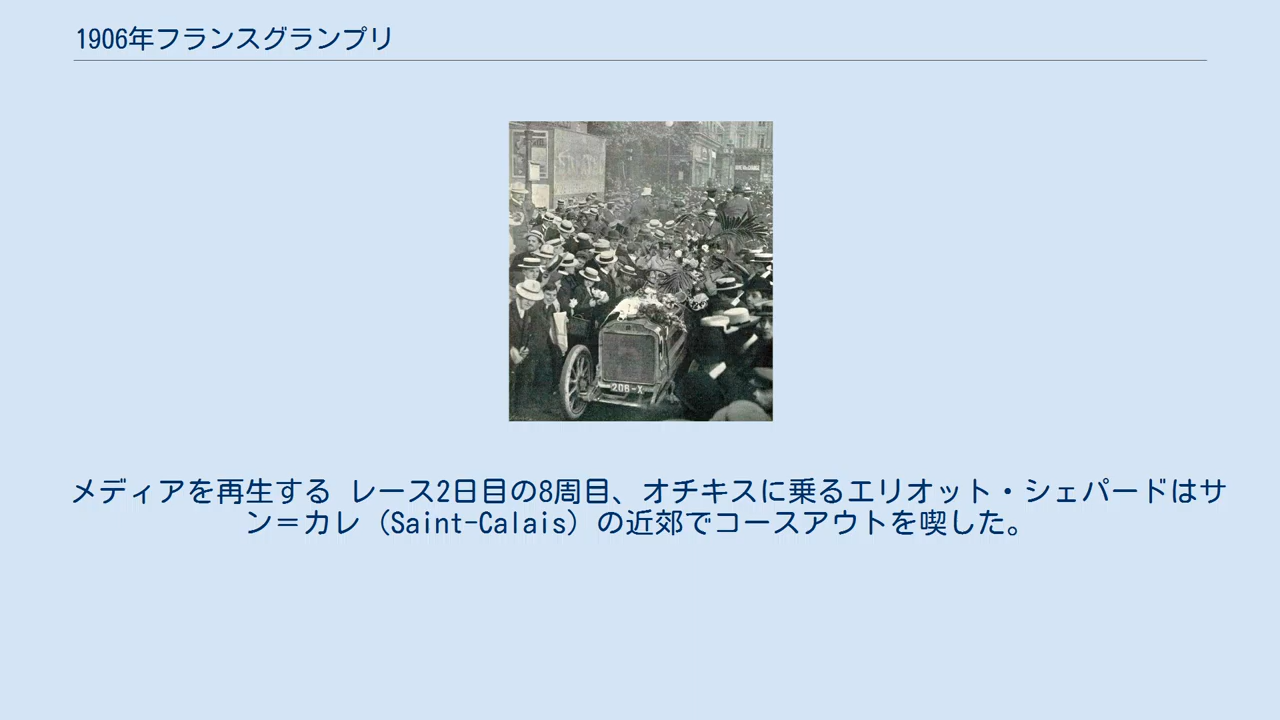 1906年フランスグランプリ
208-X
メディアを再生する レース2日目の8周目、オチキスに乗るエリオット・シェパードはサ
ン＝カレ（Saint-Calais）の近郊でコースアウトを喫した。